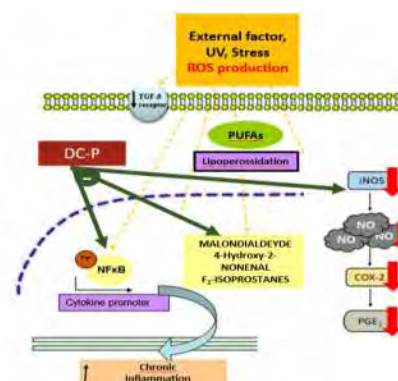 External factor,
UV, Stress
ROS production
TGF-β
receptor
PUFAs
Lipoperossidation
DC-P
iNOS
NO
NO
NO
NFκB
MALONDIALDEYDE
4-Hydroxy-2-
NONENAL
F₂-ISOPROSTANES
Cytokine promoter
COX-2
PGE₂
Chronic
inflammation